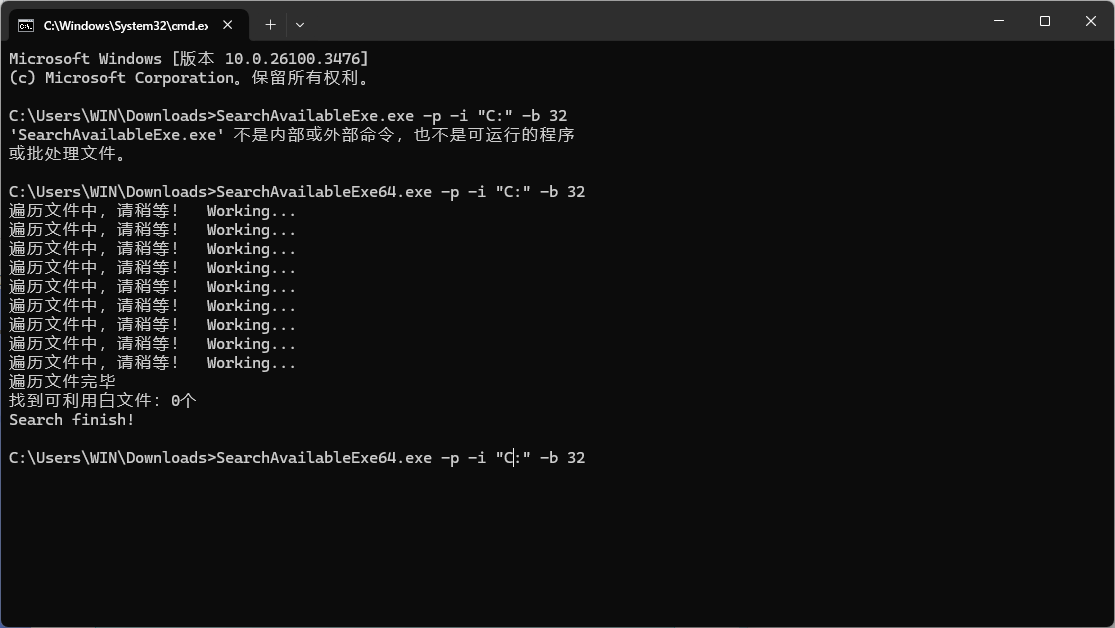 C:\Windows\System32\cmd.ex
Microsoft Windows [版本 10.0.26100.3476]
(c) Microsoft Corporation。保留所有权利。
C:\Users\WIN\Downloads>SearchAvailableExe.exe -p -i "C:" -b 32
'SearchAvailableExe.exe' 不是内部或外部命令，也不是可运行的程序
或批处理文件。
C:\Users\WIN\Downloads>SearchAvailableExe64.exe -p -i "C:" -b 32
遍历文件中，请稍等！  Working...
遍历文件中，请稍等！  Working...
遍历文件中，请稍等！  Working...
遍历文件中，请稍等！  Working...
遍历文件中，请稍等！  Working...
遍历文件中，请稍等！  Working...
遍历文件中，请稍等！  Working...
遍历文件中，请稍等！  Working...
遍历文件中，请稍等！  Working...
遍历文件完毕
找到可利用白文件：0个
Search finish!
C:\Users\WIN\Downloads>SearchAvailableExe64.exe -p -i "C:" -b 32